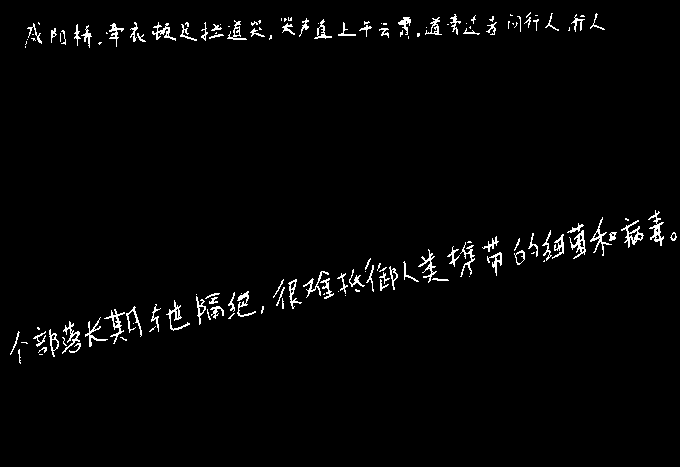 咸阳桥.牵衣顿足拦道哭,哭声直上干云霄.道旁过者问行人,行人
个部落长期与世隔绝,很难抵御人类携带的细菌和病毒。